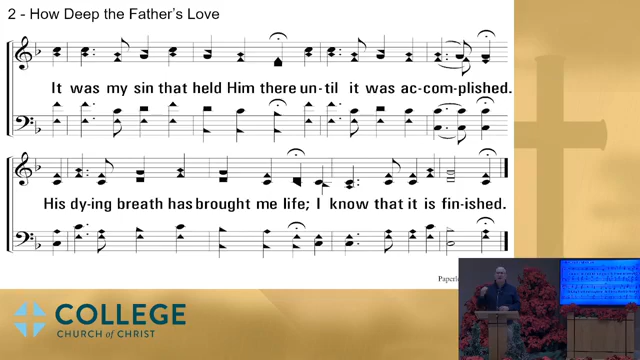 2 - How Deep the Father's Love
It was my sin that held Him there un-til it was ac-com-plished.
His dy-ing breath has brought me life; I know that it is fin-ished.
COLLEGE
CHURCH of CHRIST